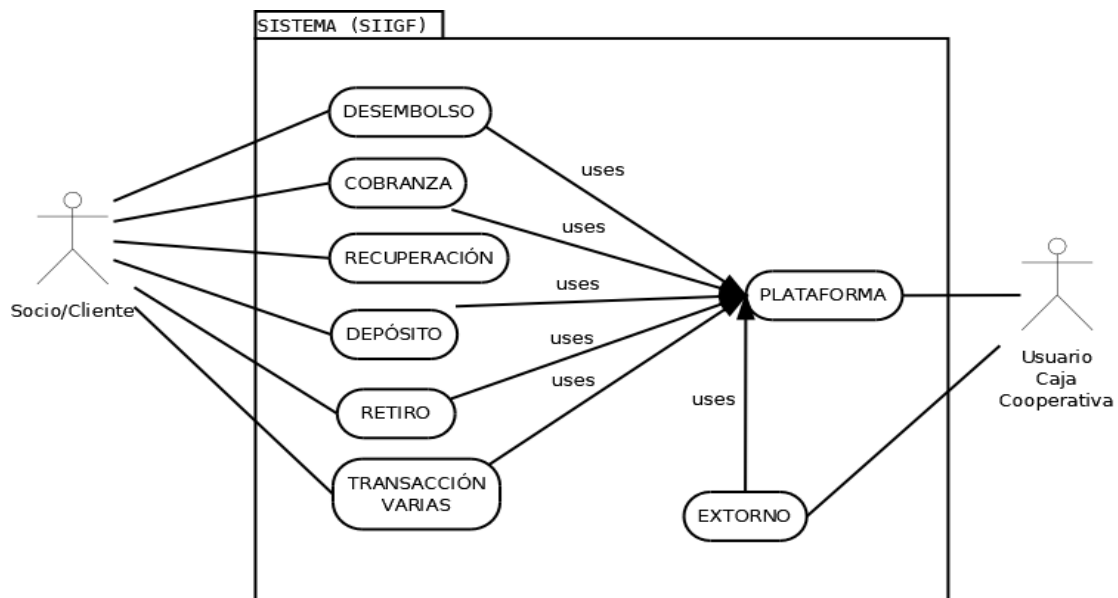 SISTEMA (SIIGF)
DESEMBOLSO
uses
COBRANZA
uses
RECUPERACIÓN
uses
PLATAFORMA
Socio/Cliente
DEPÓSITO
uses
Usuario
Caja
Cooperativa
uses
uses
RETIRO
TRANSACCIÓN
VARIAS
EXTORNO